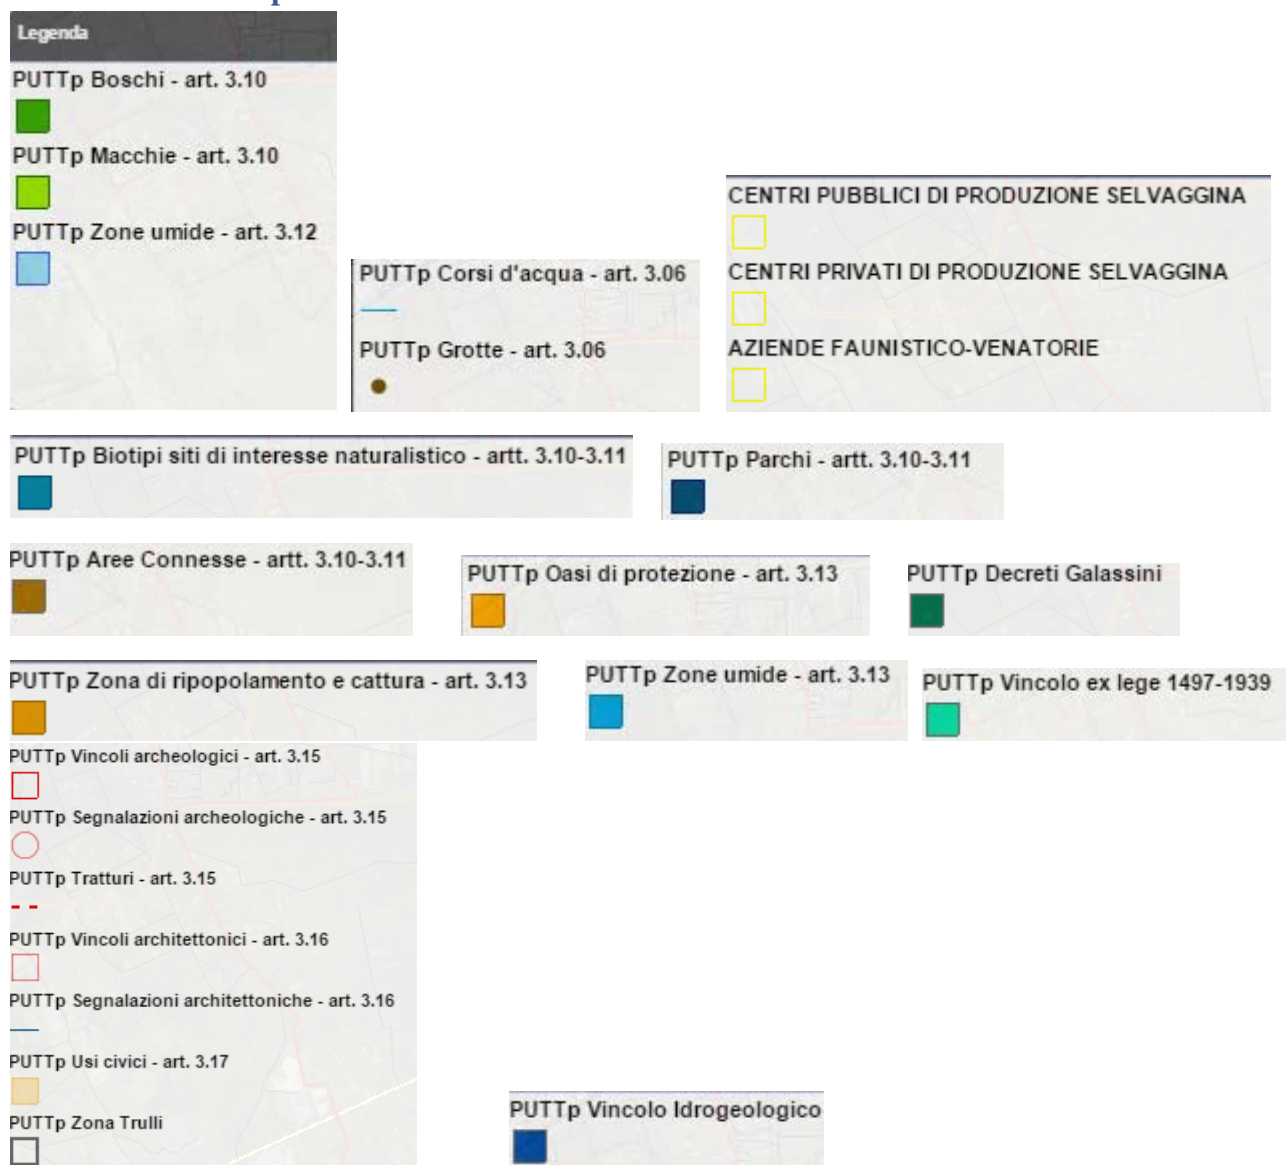 Legenda
PUTTp Boschi - art. 3.10
PUTTp Macchie - art. 3.10
PUTTp Zone umide - art. 3.12
PUTTp Corsi d'acqua - art. 3.06
PUTTp Grotte - art. 3.06
CENTRI PUBBLICI DI PRODUZIONE SELVAGGINA
CENTRI PRIVATI DI PRODUZIONE SELVAGGINA
AZIENDE FAUNISTICO-VENATORIE
PUTTp Biotipi siti di interesse naturalistico - artt. 3.10-3.11
PUTTp Parchi - artt. 3.10-3.11
PUTTp Aree Connesse - artt. 3.10-3.11
PUTTp Oasi di protezione - art. 3.13
PUTTp Decreti Galassini
PUTTp Zona di ripopolamento e cattura - art. 3.13
PUTTp Zone umide - art. 3.13
PUTTp Vincolo ex lege 1497-1939
PUTTp Vincoli archeologici - art. 3.15
PUTTp Segnalazioni archeologiche - art. 3.15
PUTTp Tratturi - art. 3.15
PUTTp Vincoli architettonici - art. 3.16
PUTTp Segnalazioni architettoniche - art. 3.16
PUTTp Usi civici - art. 3.17
PUTTp Zona Trulli
PUTTp Vincolo Idrogeologico